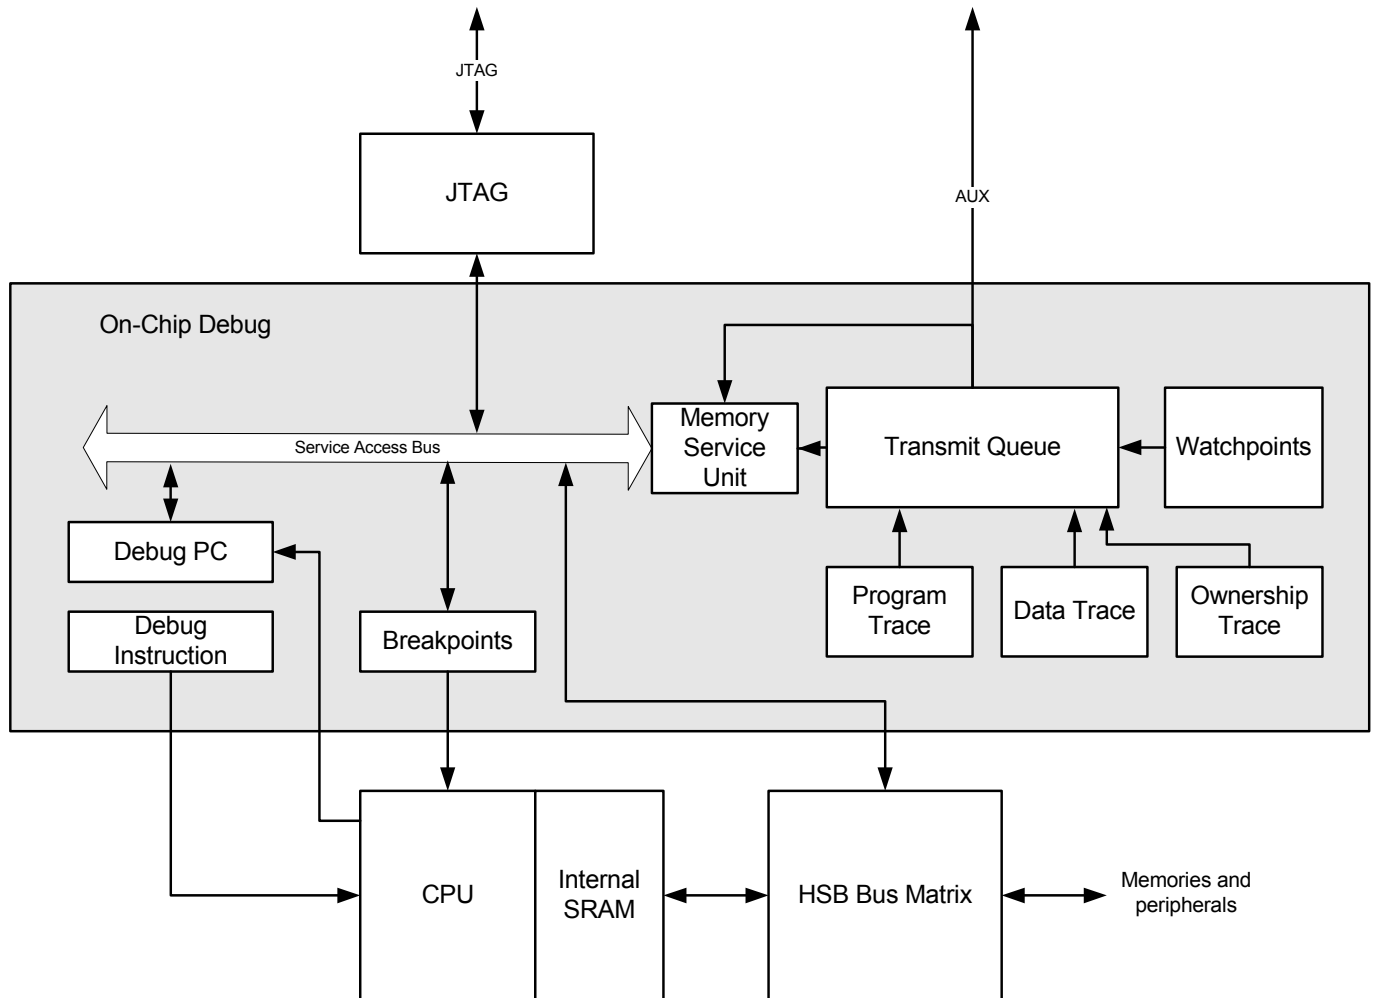 JTAG
AUX
JTAG
On-Chip Debug
Service Access Bus
Memory
Service
Unit
Transmit Queue
Watchpoints
Debug PC
Debug
Instruction
Breakpoints
Program
Trace
Data Trace
Ownership
Trace
CPU
Internal
SRAM
HSB Bus Matrix
Memories and
peripherals